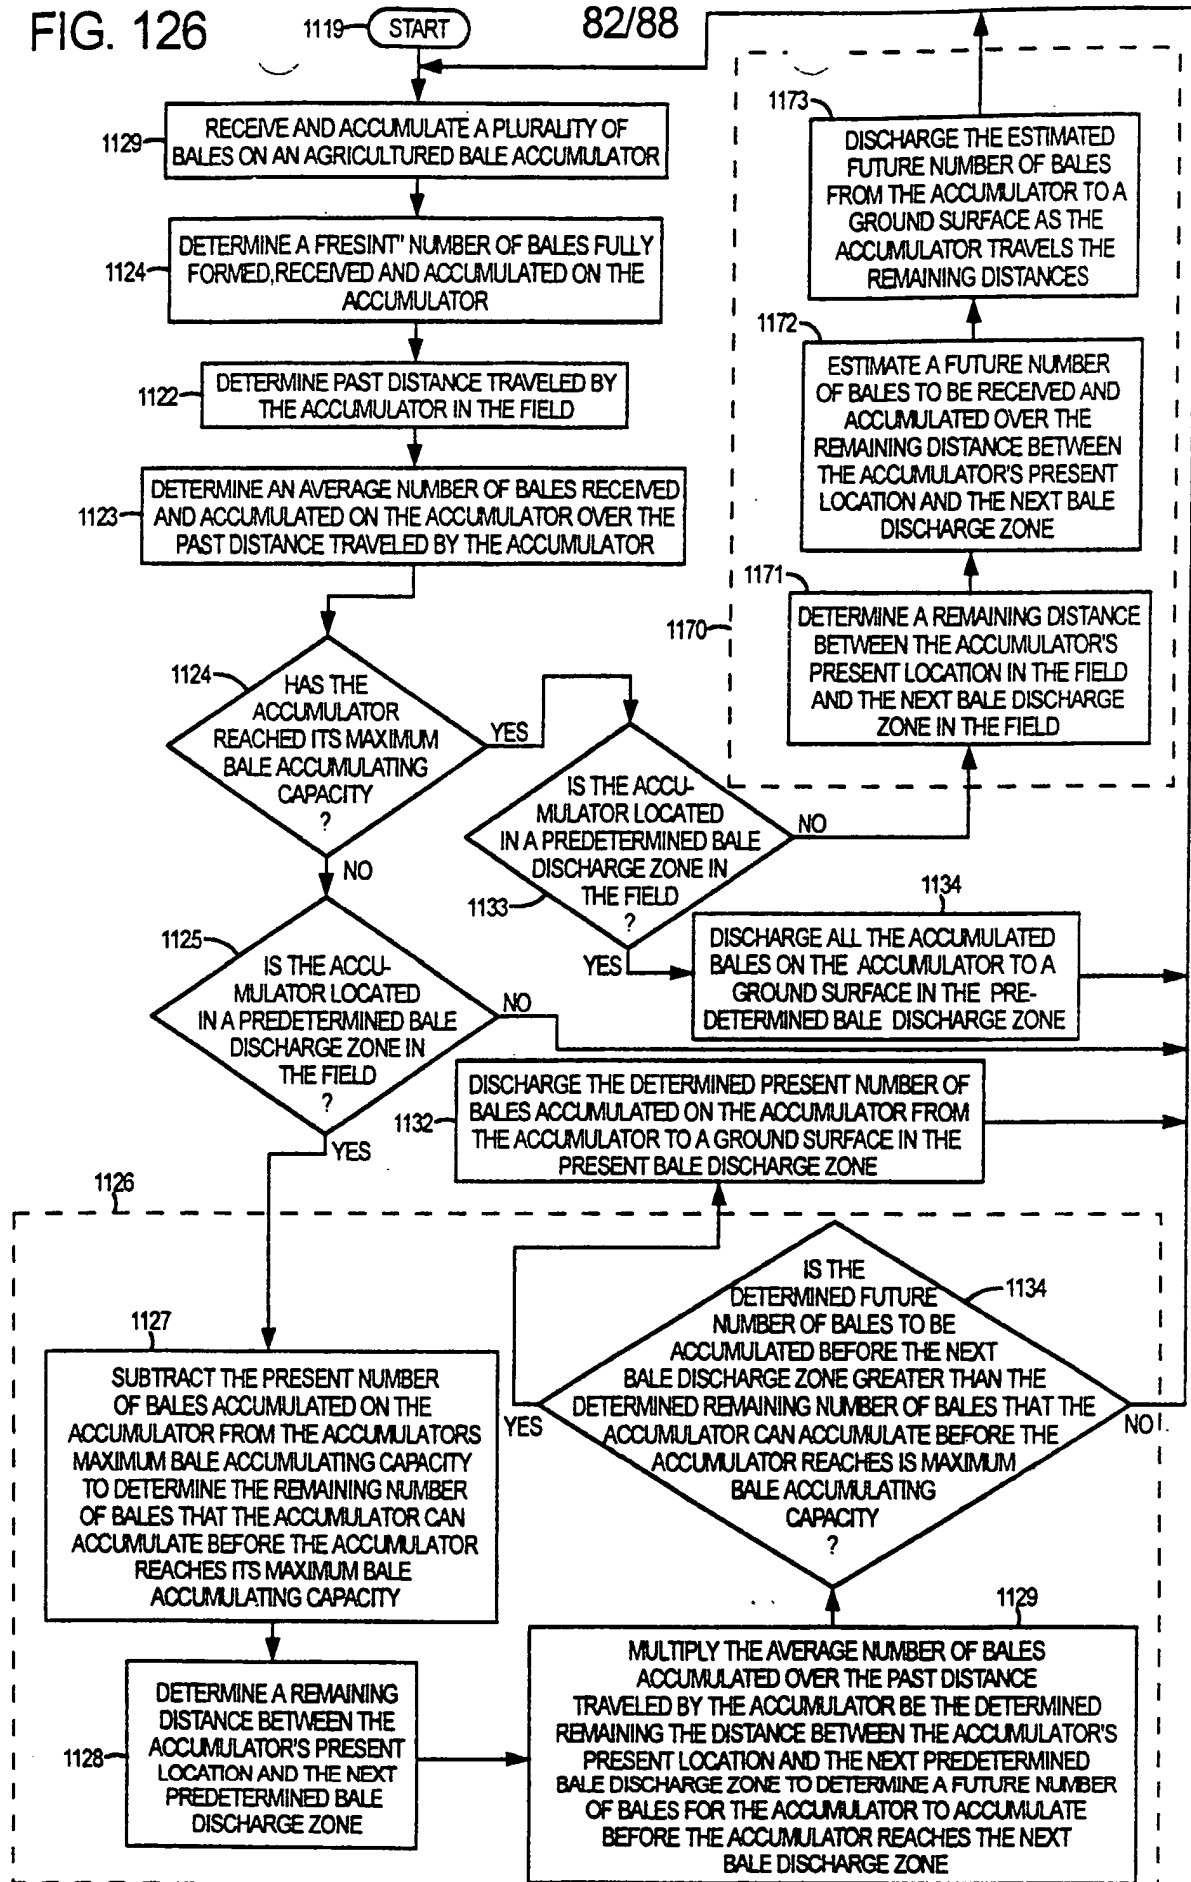 FIG. 126
82/88
1119
START
1129
RECEIVE AND ACCUMULATE A PLURALITY OF
BALES ON AN AGRICULTURED BALE ACCUMULATOR
1124
DETERMINE A FRESINT" NUMBER OF BALES FULLY
FORMED,RECEIVED AND ACCUMULATED ON THE
ACCUMULATOR
1122
DETERMINE PAST DISTANCE TRAVELED BY
THE ACCUMULATOR IN THE FIELD
1123
DETERMINE AN AVERAGE NUMBER OF BALES RECEIVED
AND ACCUMULATED ON THE ACCUMULATOR OVER THE
PAST DISTANCE TRAVELED BY THE ACCUMULATOR
1124
HAS THE
ACCUMULATOR
REACHED ITS MAXIMUM
BALE ACCUMULATING
CAPACITY
?
YES
NO
1173
DISCHARGE THE ESTIMATED
FUTURE NUMBER OF BALES
FROM THE ACCUMULATOR TO A
GROUND SURFACE AS THE
ACCUMULATOR TRAVELS THE
REMAINING DISTANCES
1172
ESTIMATE A FUTURE NUMBER
OF BALES TO BE RECEIVED AND
ACCUMULATED OVER THE
REMAINING DISTANCE BETWEEN
THE ACCUMULATOR'S PRESENT
LOCATION AND THE NEXT BALE
DISCHARGE ZONE
1171
1170
DETERMINE A REMAINING DISTANCE
BETWEEN THE ACCUMULATOR'S
PRESENT LOCATION IN THE FIELD
AND THE NEXT BALE DISCHARGE
ZONE IN THE FIELD
IS THE ACCU-
MULATOR LOCATED
IN A PREDETERMINED BALE
DISCHARGE ZONE IN
THE FIELD
?
1133
NO
YES
1134
DISCHARGE ALL THE ACCUMULATED
BALES ON THE ACCUMULATOR TO A
GROUND SURFACE IN THE PRE-
DETERMINED BALE DISCHARGE ZONE
1125
IS THE ACCU-
MULATOR LOCATED
IN A PREDETERMINED BALE
DISCHARGE ZONE IN
THE FIELD
?
NO
YES
1132
DISCHARGE THE DETERMINED PRESENT NUMBER OF
BALES ACCUMULATED ON THE ACCUMULATOR FROM
THE ACCUMULATOR TO A GROUND SURFACE IN THE
PRESENT BALE DISCHARGE ZONE
1126
1127
SUBTRACT THE PRESENT NUMBER
OF BALES ACCUMULATED ON THE
ACCUMULATOR FROM THE ACCUMULATORS
MAXIMUM BALE ACCUMULATING CAPACITY
TO DETERMINE THE REMAINING NUMBER
OF BALES THAT THE ACCUMULATOR CAN
ACCUMULATE BEFORE THE ACCUMULATOR
REACHES ITS MAXIMUM BALE
ACCUMULATING CAPACITY
1134
IS THE
DETERMINED FUTURE
NUMBER OF BALES TO BE
ACCUMULATED BEFORE THE NEXT
BALE DISCHARGE ZONE GREATER THAN THE
DETERMINED REMAINING NUMBER OF BALES THAT THE
ACCUMULATOR CAN ACCUMULATE BEFORE THE
ACCUMULATOR REACHES IS MAXIMUM
BALE ACCUMULATING
CAPACITY
?
YES
NO
1128
DETERMINE A REMAINING
DISTANCE BETWEEN THE
ACCUMULATOR'S PRESENT
LOCATION AND THE NEXT
PREDETERMINED BALE
DISCHARGE ZONE
1129
MULTIPLY THE AVERAGE NUMBER OF BALES
ACCUMULATED OVER THE PAST DISTANCE
TRAVELED BY THE ACCUMULATOR BE THE DETERMINED
REMAINING THE DISTANCE BETWEEN THE ACCUMULATOR'S
PRESENT LOCATION AND THE NEXT PREDETERMINED
BALE DISCHARGE ZONE TO DETERMINE A FUTURE NUMBER
OF BALES FOR THE ACCUMULATOR TO ACCUMULATE
BEFORE THE ACCUMULATOR REACHES THE NEXT
BALE DISCHARGE ZONE